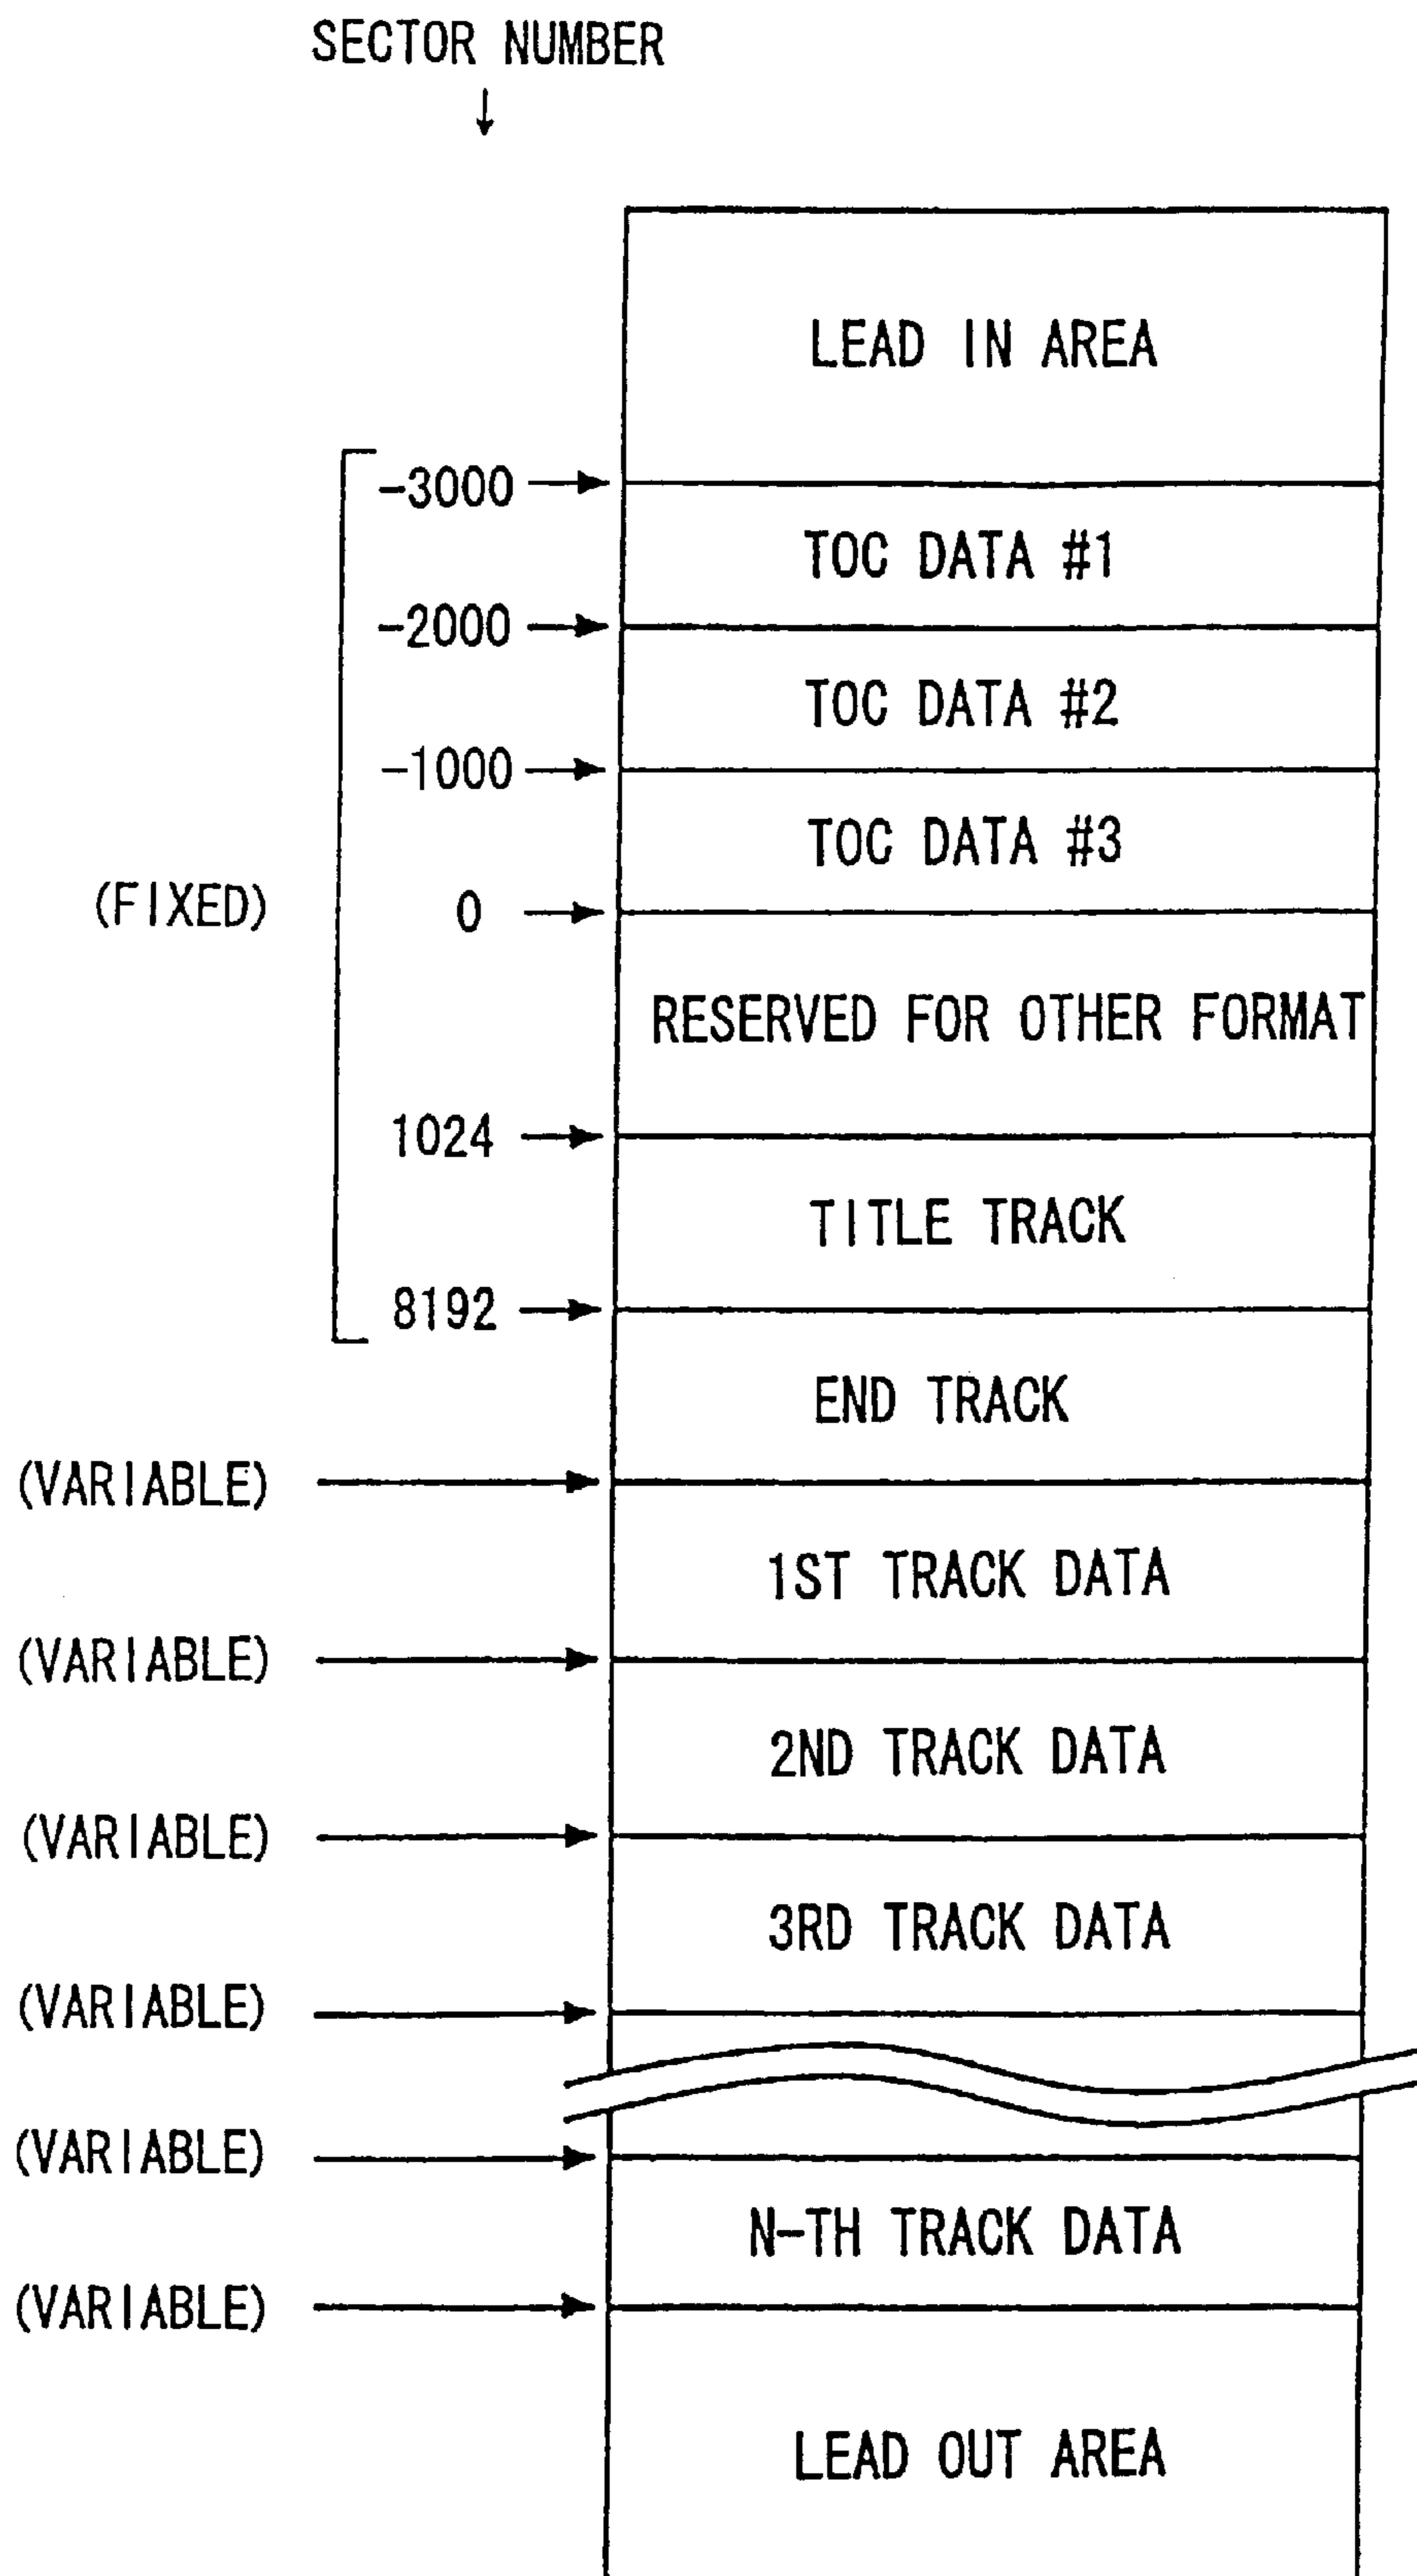 SECTOR NUMBER
LEAD IN AREA
-3000
TOC DATA #1
-2000
TOC DATA #2
-1000
TOC DATA #3
(FIXED)
0
RESERVED FOR OTHER FORMAT
1024
TITLE TRACK
8192
END TRACK
(VARIABLE)
1ST TRACK DATA
(VARIABLE)
2ND TRACK DATA
(VARIABLE)
3RD TRACK DATA
(VARIABLE)
(VARIABLE)
N-TH TRACK DATA
(VARIABLE)
LEAD OUT AREA